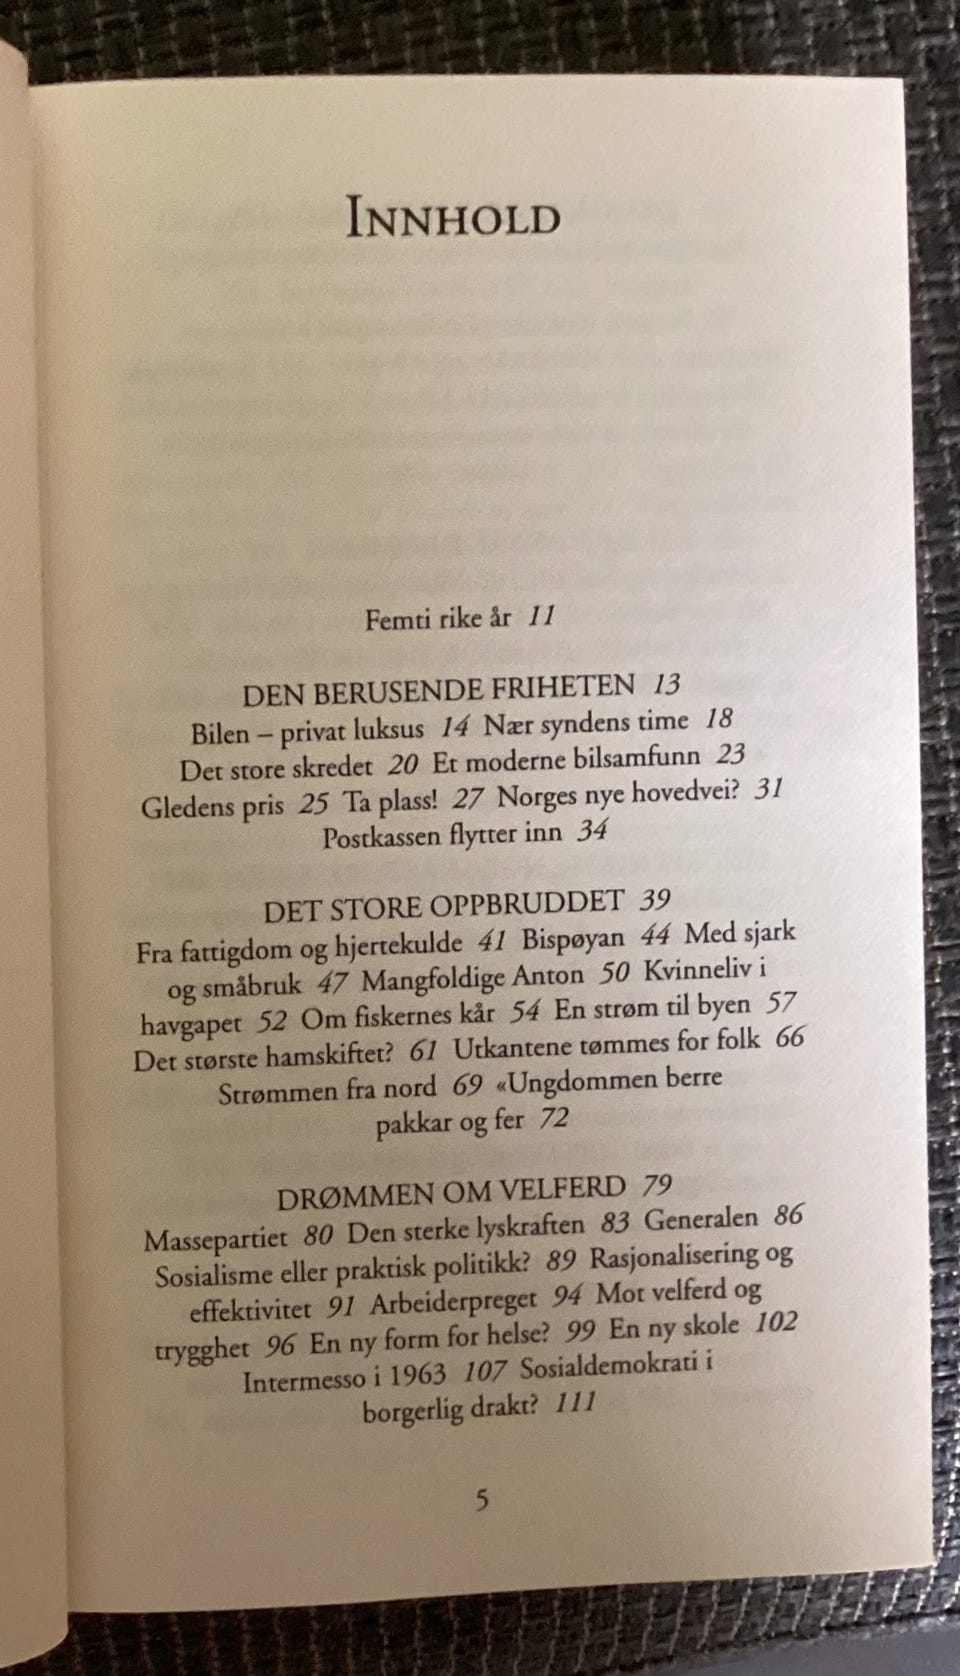 INNHOLD
Femti rike år 11
DEN BERUSENDE FRIHETEN 13
Bilen – privat luksus 14 Nær syndens time 18
Det store skredet 20 Et moderne bilsamfunn 23
Gledens pris 25 Ta plass! 27 Norges nye hovedvei? 31
Postkassen flytter inn 34
DET STORE OPPBRUDDET 39
Fra fattigdom og hjertekulde 41 Bispøyan 44 Med sjark
og småbruk 47 Mangfoldige Anton 50 Kvinneliv i
havgapet 52 Om fiskernes kår 54 En strøm til byen 57
Det største hamskiftet? 61 Utkantene tømmes for folk 66
Strømmen fra nord 69 «Ungdommen berre
pakkar og fer 72
DRØMMEN OM VELFERD 79
Massepartiet 80 Den sterke lyskraften 83 Generalen 86
Sosialisme eller praktisk politikk? 89 Rasjonalisering og
effektivitet 91 Arbeiderpreget 94 Mot velferd og
trygghet 96 En ny form for helse? 99 En ny skole 102
Intermesso i 1963 107 Sosialdemokrati i
borgerlig drakt? 111
5